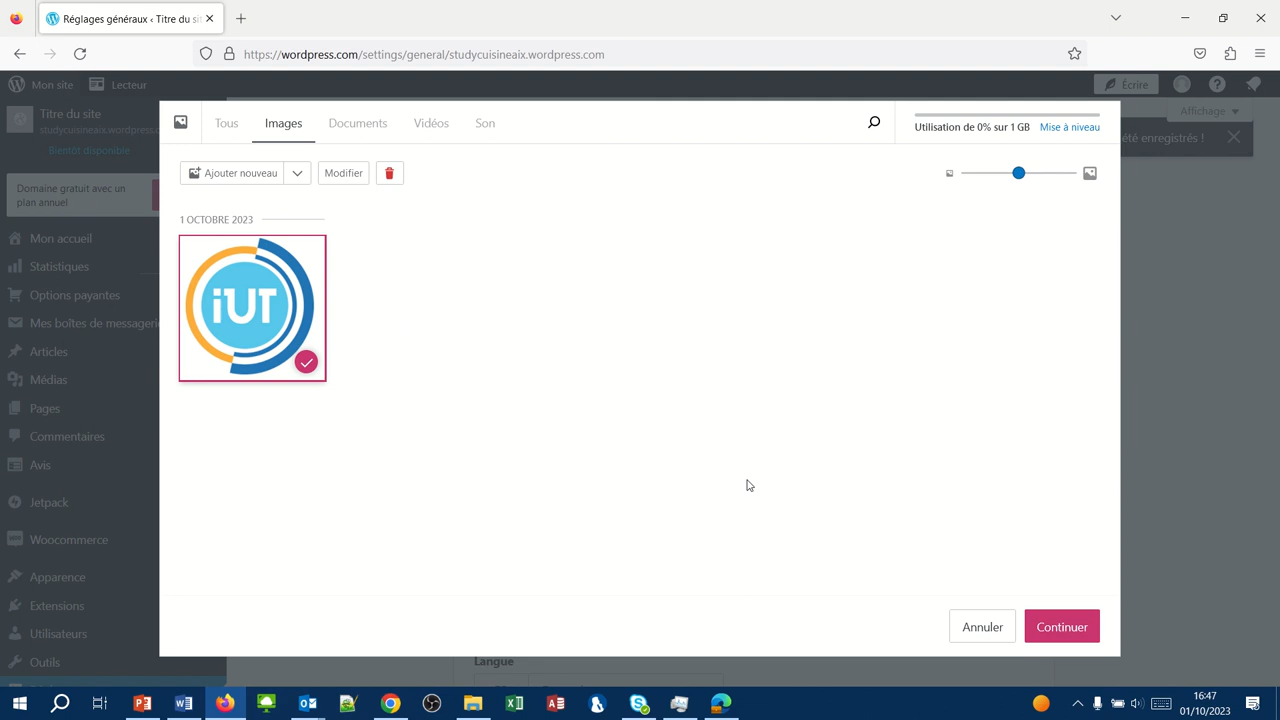 Réglages généraux ‹ Titre du si
https://wordpress.com/settings/general/studycuisineaix.wordpress.com
Mon site
Lecteur
Écrire
Titre du site
studycuisineaix.wordpress.c
Bientôt disponible
Affichage
été enregistrés !
Domaine gratuit avec un
plan annuel
Mon accueil
Statistiques
Options payantes
Mes boîtes de messagerie
Articles
Médias
Pages
Commentaires
Avis
Jetpack
Woocommerce
Apparence
Extensions
Utilisateurs
Outils
Tous
Images
Documents
Vidéos
Son
Utilisation de 0% sur 1 GB
Mise à niveau
Ajouter nouveau
Modifier
1 OCTOBRE 2023
iUT
Annuler
Continuer
Langue
16:47
01/10/2023